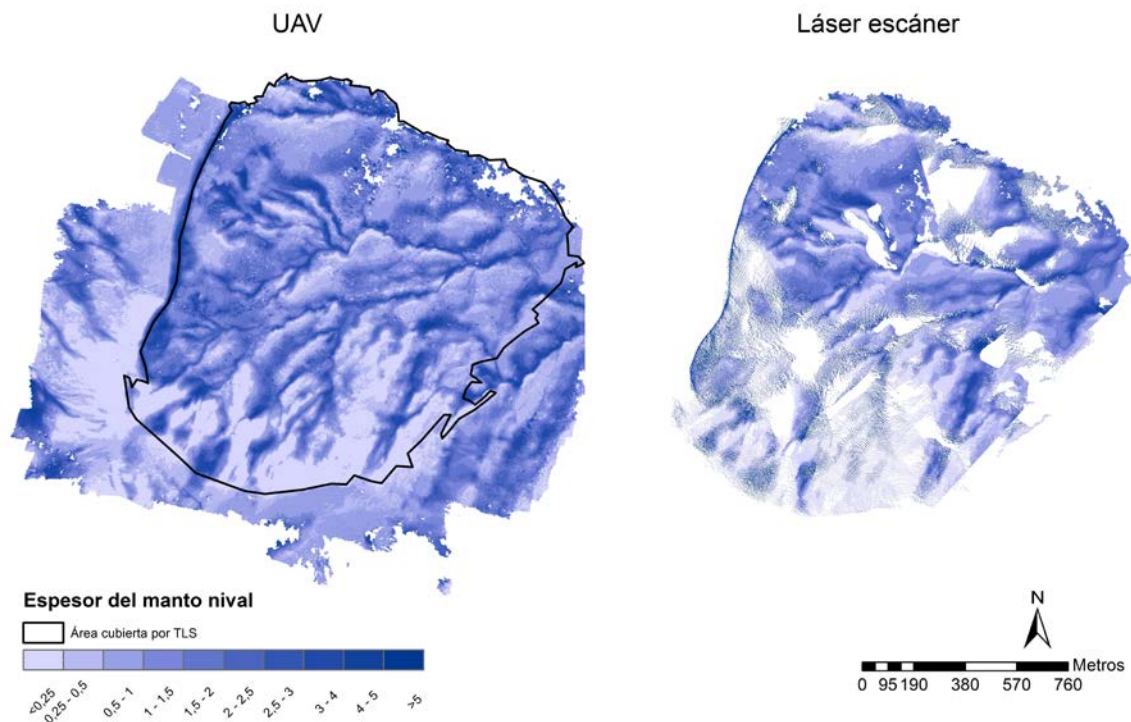 UAV
Láser escáner
Espesor del manto nival
Área cubierta por TLS
<0,25
0,25 - 0,5
0,5 - 1
1 - 1,5
1,5 - 2
2 - 2,5
2,5 - 3
3 - 4
4 - 5
>5
N
Metros
0 95 190 380 570 760